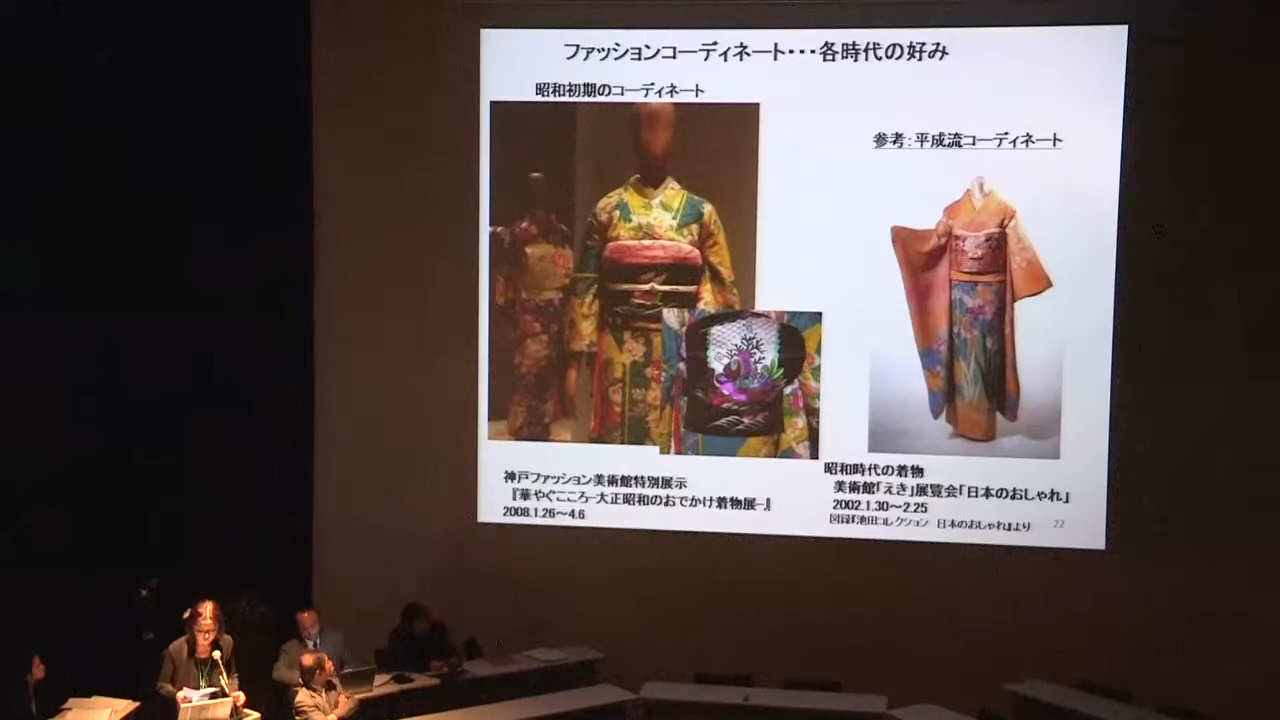 ファッションコーディネート・・・各時代の好み
昭和初期のコーディネート
参考：平成流コーディネート
神戸ファッション美術館特別展示
『華やぐこころ−大正昭和のおでかけ着物展−』
2008.1.26～4.6
昭和時代の着物
美術館「えき」展覧会「日本のおしゃれ」
2002.1.30～2.25
図録『池田コレクション 日本のおしゃれ』より
22